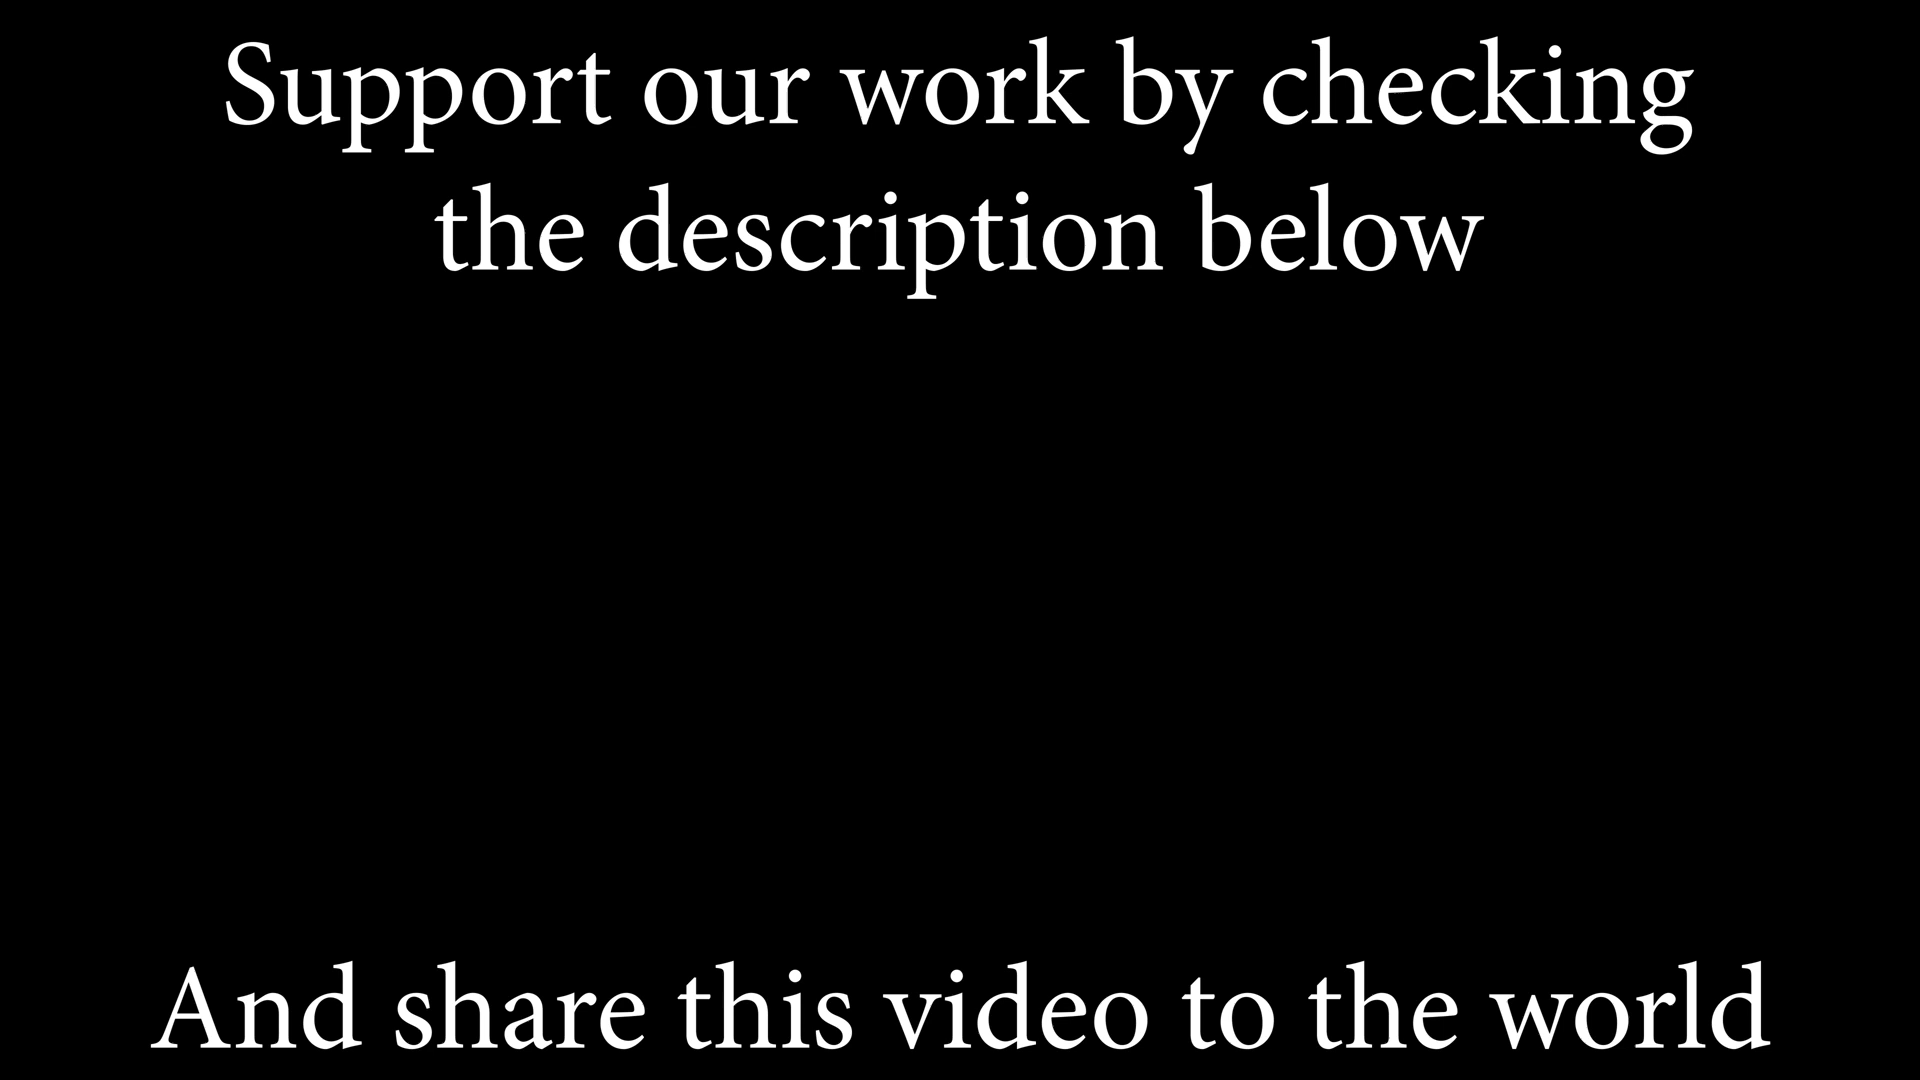 Support our work by checking
the description below
And share this video to the world